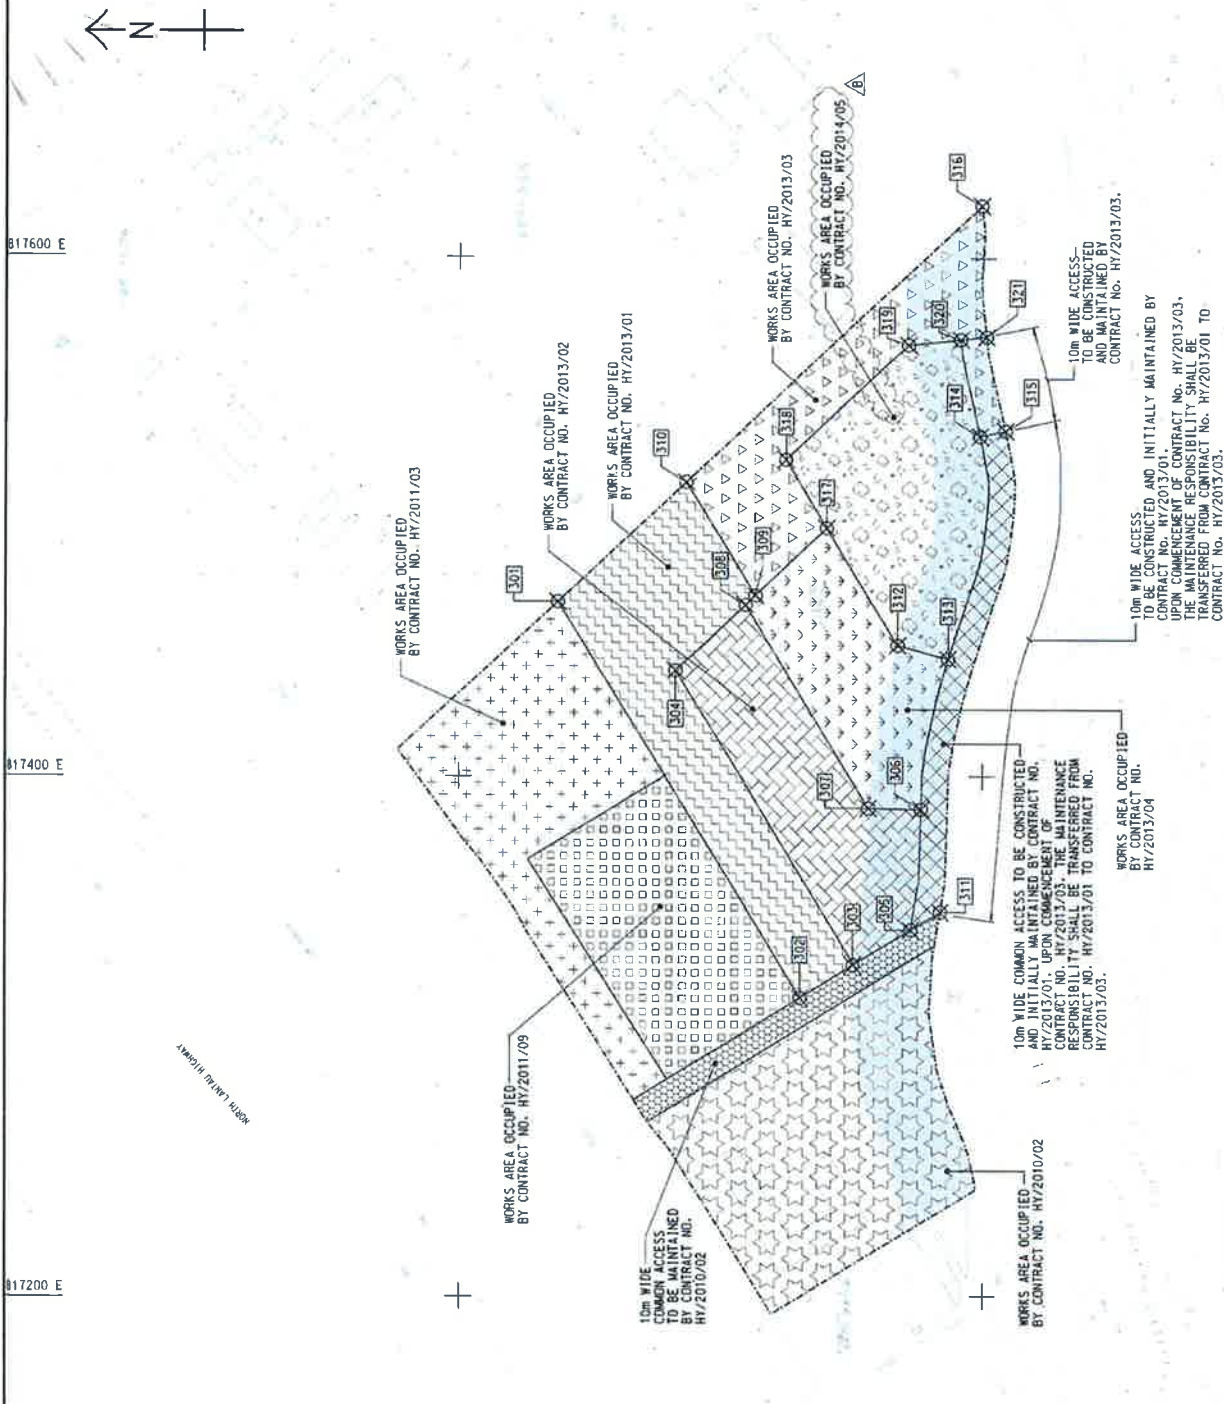 N
817600 E
817400 E
817200 E
NORTH LANTAU HIGHWAY
WORKS AREA OCCUPIED
BY CONTRACT NO. HY/2011/03
WORKS AREA OCCUPIED
BY CONTRACT NO. HY/2013/02
WORKS AREA OCCUPIED
BY CONTRACT NO. HY/2013/01
WORKS AREA OCCUPIED
BY CONTRACT NO. HY/2013/03
WORKS AREA OCCUPIED
BY CONTRACT NO. HY/2014/05
B
WORKS AREA OCCUPIED
BY CONTRACT NO. HY/2011/09
10m WIDE
COMMON ACCESS
TO BE MAINTAINED
BY CONTRACT NO.
HY/2010/02
WORKS AREA OCCUPIED
BY CONTRACT NO. HY/2010/02
10m WIDE COMMON ACCESS TO BE CONSTRUCTED
AND INITIALLY MAINTAINED BY CONTRACT NO.
HY/2013/01. UPON COMMENCEMENT OF
CONTRACT NO. HY/2013/03. THE MAINTENANCE
RESPONSIBILITY SHALL BE TRANSFERRED FROM
CONTRACT NO. HY/2013/01 TO CONTRACT NO.
HY/2013/03.
WORKS AREA OCCUPIED
BY CONTRACT NO.
HY/2013/04
10m WIDE ACCESS
TO BE CONSTRUCTED AND INITIALLY MAINTAINED BY
CONTRACT No. HY/2013/01.
UPON COMMENCEMENT OF CONTRACT No. HY/2013/03,
THE MAINTENANCE RESPONSIBILITY SHALL BE
TRANSFERRED FROM CONTRACT No. HY/2013/01 TO
CONTRACT No. HY/2013/03.
10m WIDE ACCESS
TO BE CONSTRUCTED
AND MAINTAINED BY
CONTRACT No. HY/2013/03.
301
302
303
304
305
306
307
308
309
310
311
312
313
314
315
316
317
318
319
320
321